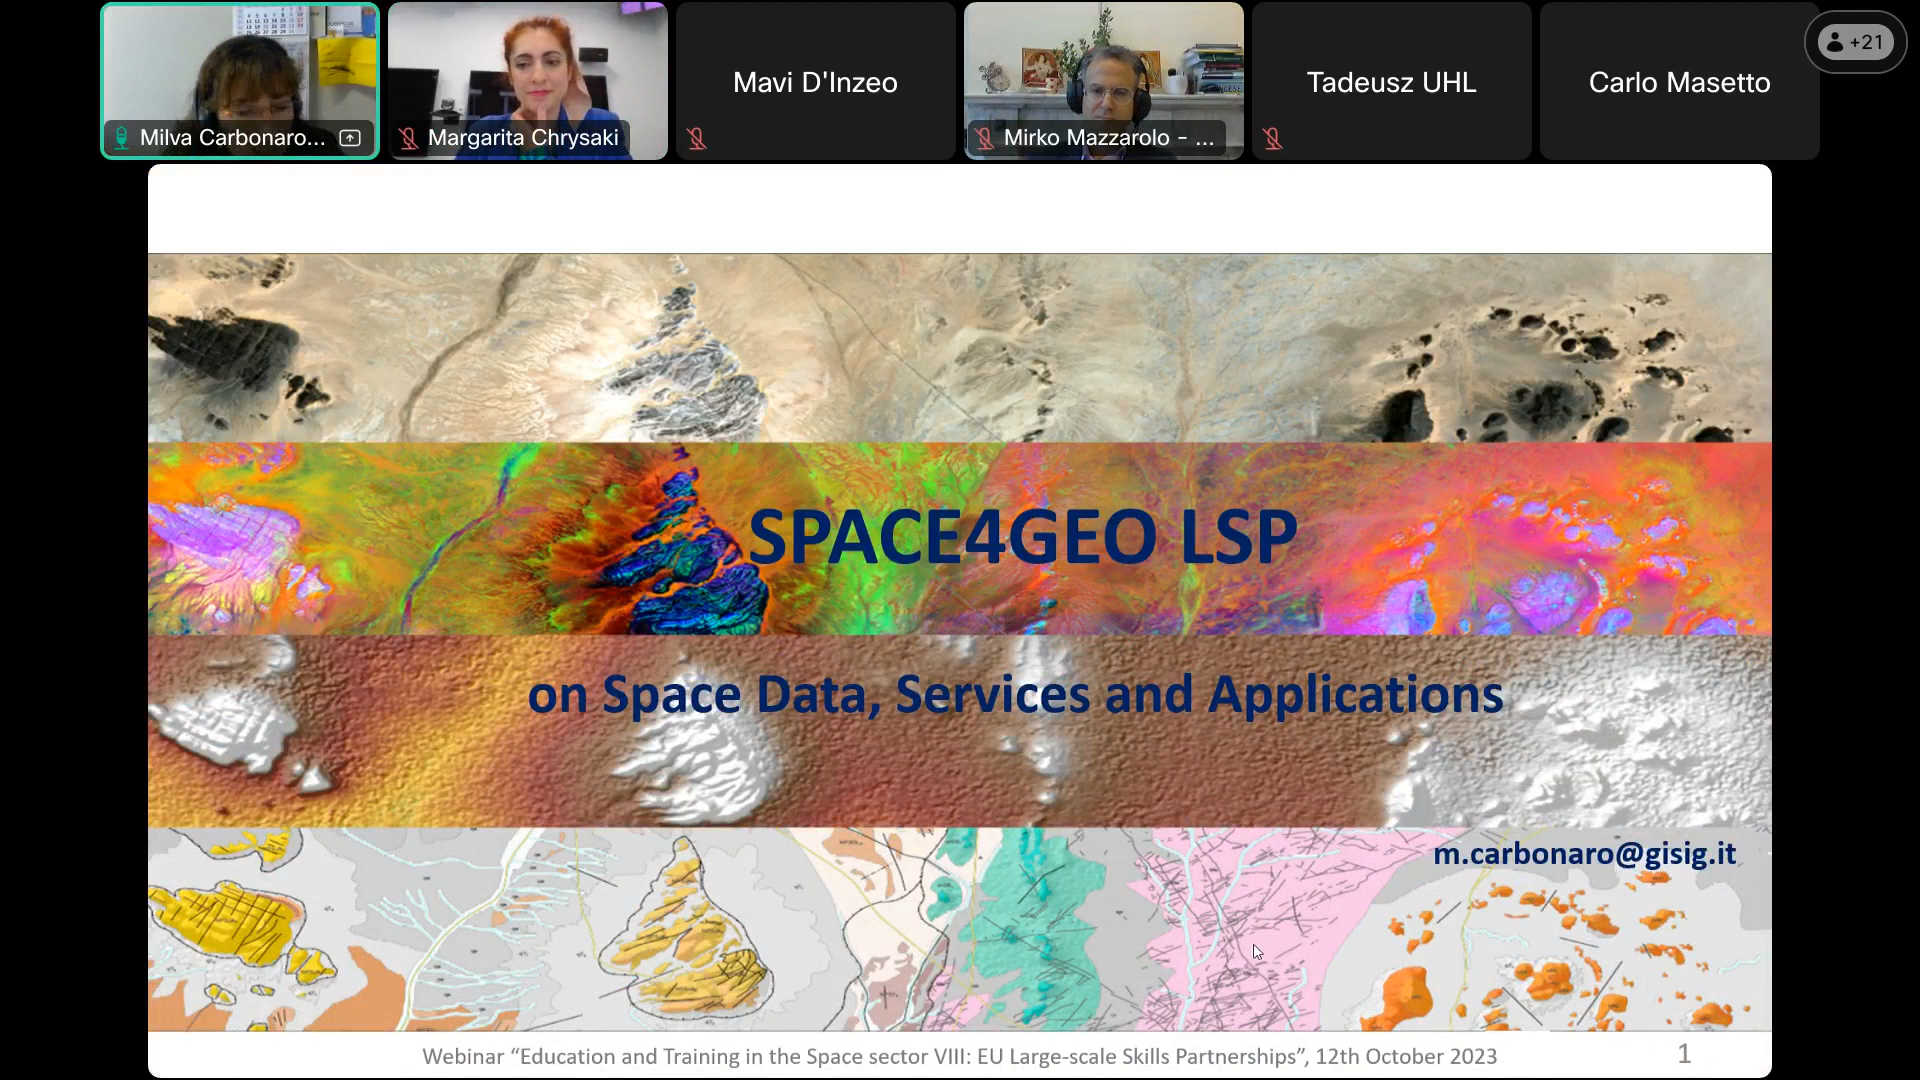 Milva Carbonaro...
Margarita Chrysaki
Mavi D'Inzeo
Mirko Mazzarolo - ...
Tadeusz UHL
Carlo Masetto
+21
SPACE4GEO LSP
on Space Data, Services and Applications
m.carbonaro@gisig.it
Webinar “Education and Training in the Space sector VIII: EU Large-scale Skills Partnerships”, 12th October 2023
1